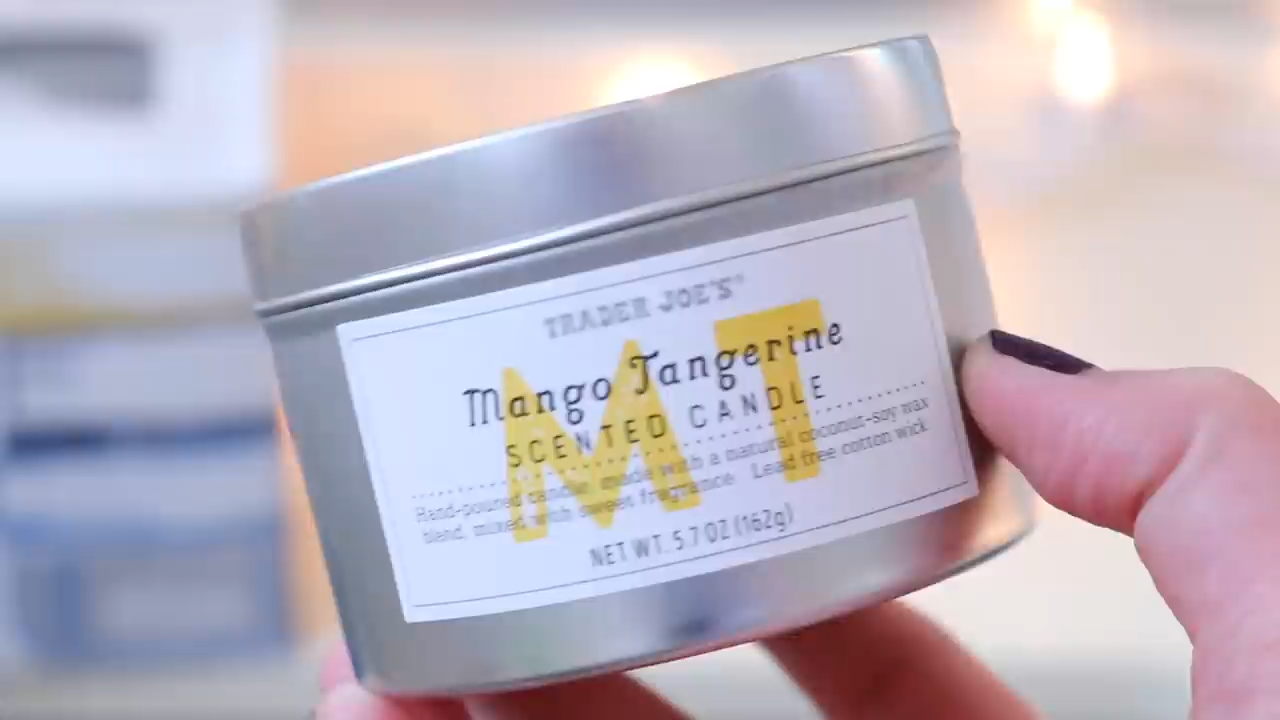 TRADER JOE'S
MT
Mango Tangerine
SCENTED CANDLE
Hand-poured candle, made with a natural coconut-soy wax
blend, mixed with sweet fragrance. Lead free cotton wick
NET WT. 5.7 OZ (162g)